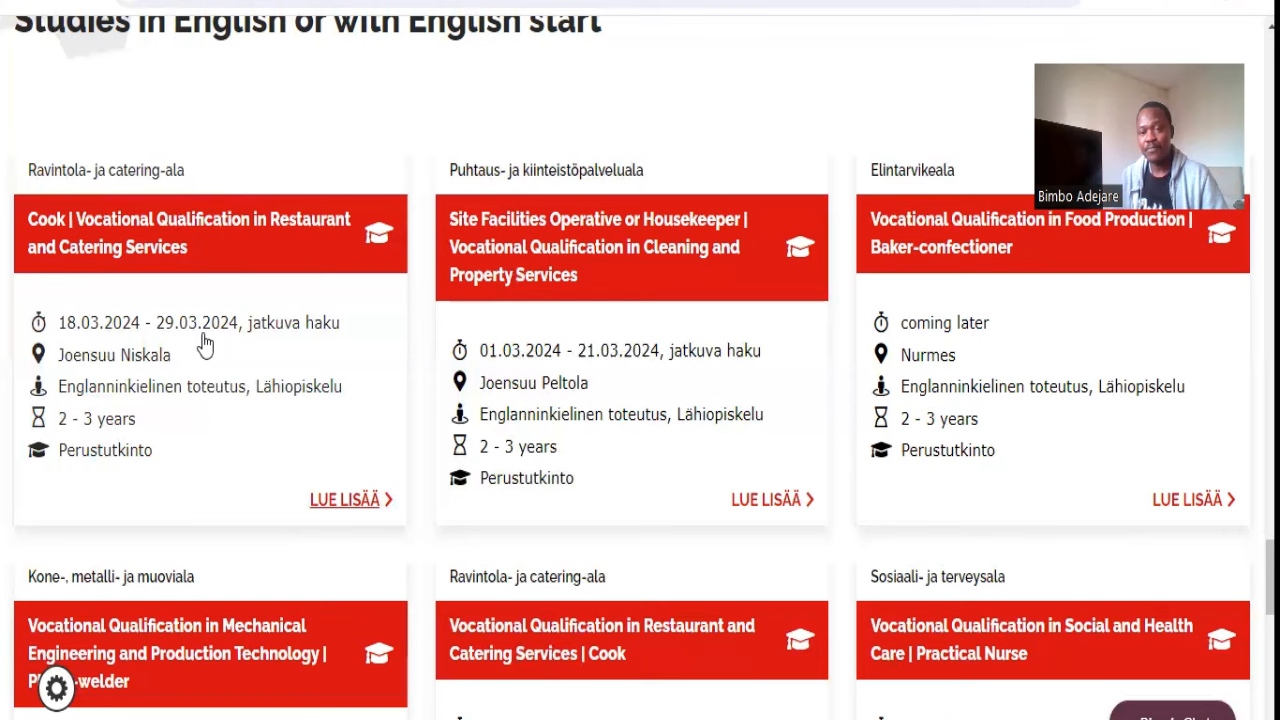 Studies in English or with English start
Bimbo Adejare
Ravintola- ja catering-ala
Cook | Vocational Qualification in Restaurant
and Catering Services
18.03.2024 - 29.03.2024, jatkuva haku
Joensuu Niskala
Englanninkielinen toteutus, Lähiopiskelu
2 - 3 years
Perustutkinto
LUE LISÄÄ
Puhtaus- ja kiinteistöpalveluala
Site Facilities Operative or Housekeeper |
Vocational Qualification in Cleaning and
Property Services
01.03.2024 - 21.03.2024, jatkuva haku
Joensuu Peltola
Englanninkielinen toteutus, Lähiopiskelu
2 - 3 years
Perustutkinto
LUE LISÄÄ
Elintarvikeala
Vocational Qualification in Food Production |
Baker-confectioner
coming later
Nurmes
Englanninkielinen toteutus, Lähiopiskelu
2 - 3 years
Perustutkinto
LUE LISÄÄ
Kone-, metalli- ja muoviala
Vocational Qualification in Mechanical
Engineering and Production Technology |
-welder
Ravintola- ja catering-ala
Vocational Qualification in Restaurant and
Catering Services | Cook
Sosiaali- ja terveysala
Vocational Qualification in Social and Health
Care | Practical Nurse